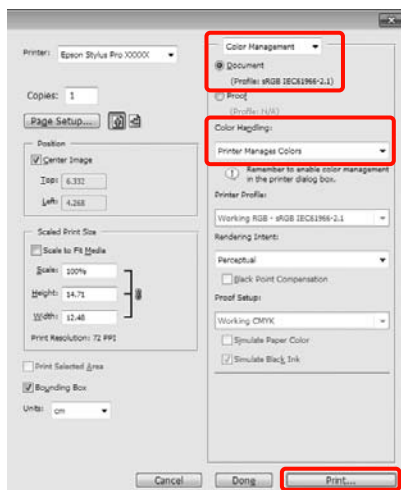 Printer: Epson Stylus Pro XXXXX
Copies: 1
Page Setup...
Position
Center Image
Top: 6.332
Left: 4.268
Scaled Print Size
Scale to Fit Media
Scale: 100%
Height: 14.71
Width: 12.48
Print Resolution: 72 PPI
Print Selected Area
Bounding Box
Units: cm
Color Management
Document
(Profile: sRGB IEC61966-2.1)
Proof
(Profile: N/A)
Color Handling:
Printer Manages Colors
Remember to enable color management
in the printer dialog box.
Printer Profile:
Working RGB - sRGB IEC61966-2.1
Rendering Intent:
Perceptual
Black Point Compensation
Proof Setup:
Working CMYK
Simulate Paper Color
Simulate Black Ink
Cancel
Done
Print...